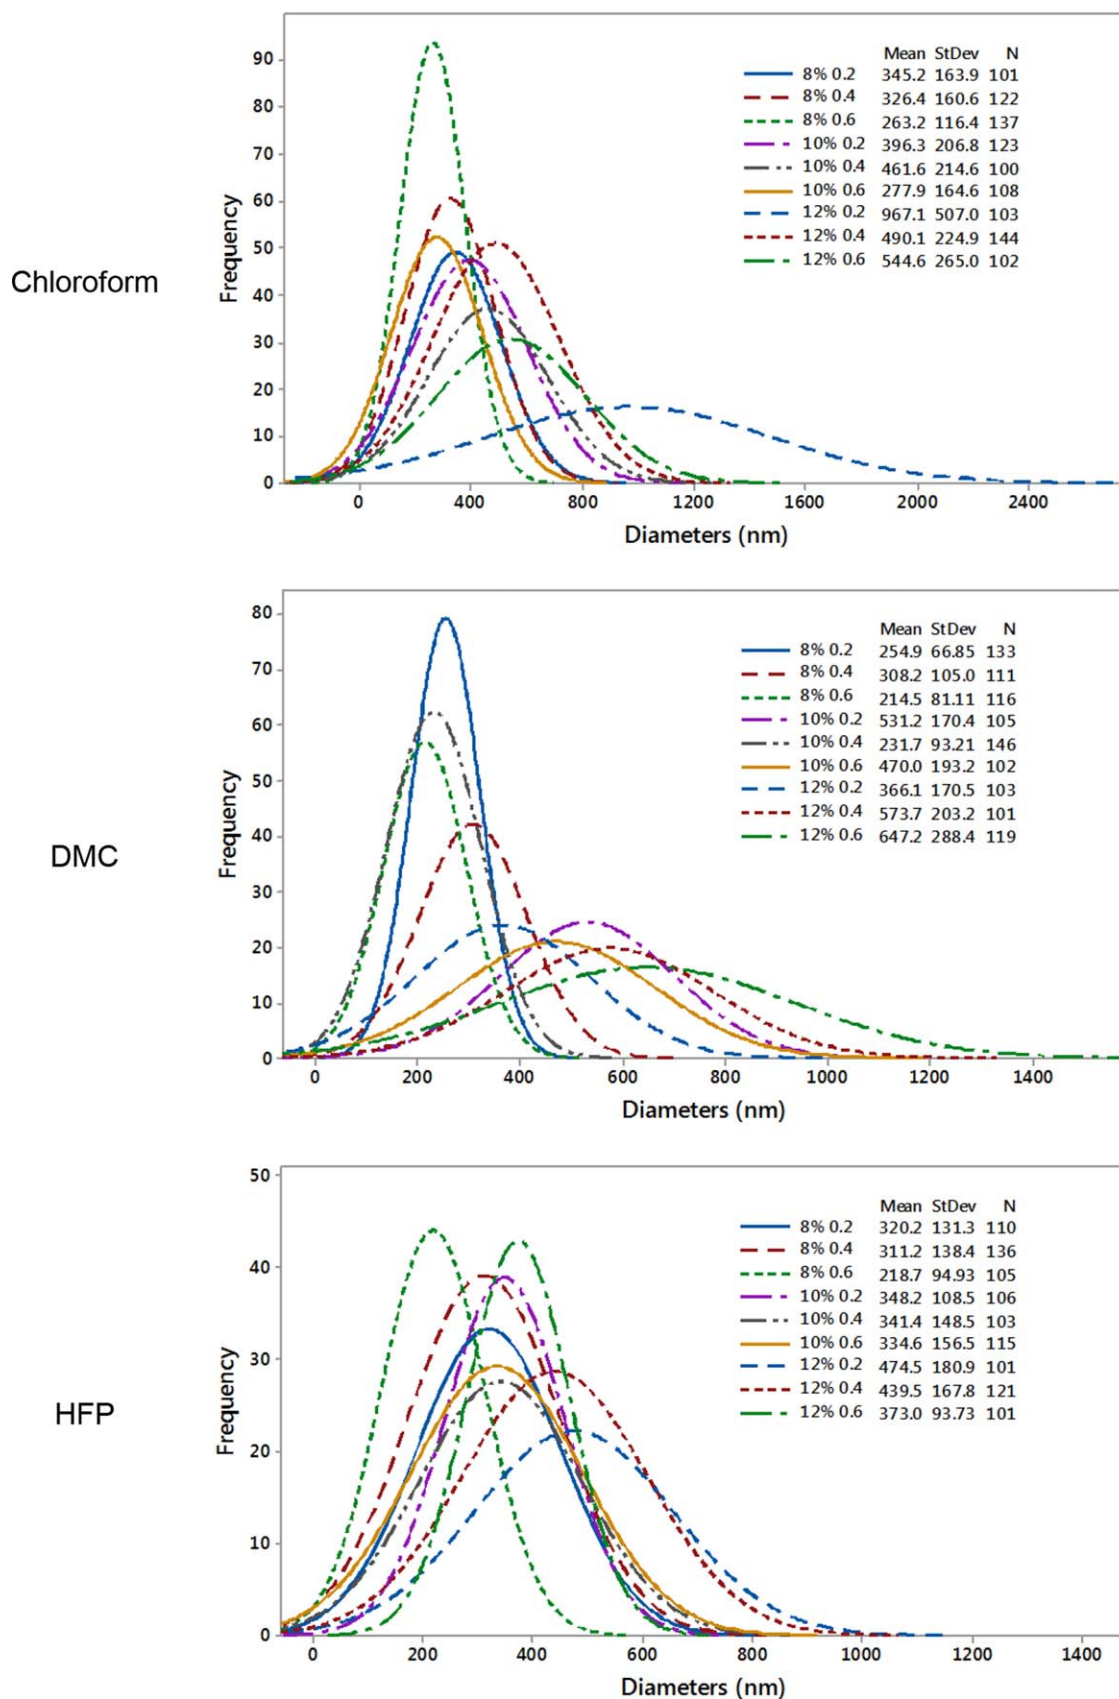 Chloroform
Frequency
90
80
70
60
50
40
30
20
10
0
Mean StDev N
8% 0.2 345.2 163.9 101
8% 0.4 326.4 160.6 122
8% 0.6 263.2 116.4 137
10% 0.2 396.3 206.8 123
10% 0.4 461.6 214.6 100
10% 0.6 277.9 164.6 108
12% 0.2 967.1 507.0 103
12% 0.4 490.1 224.9 144
12% 0.6 544.6 265.0 102
0 400 800 1200 1600 2000 2400
Diameters (nm)
DMC
Frequency
80
70
60
50
40
30
20
10
0
Mean StDev N
8% 0.2 254.9 66.85 133
8% 0.4 308.2 105.0 111
8% 0.6 214.5 81.11 116
10% 0.2 531.2 170.4 105
10% 0.4 231.7 93.21 146
10% 0.6 470.0 193.2 102
12% 0.2 366.1 170.5 103
12% 0.4 573.7 203.2 101
12% 0.6 647.2 288.4 119
0 200 400 600 800 1000 1200 1400
Diameters (nm)
HFP
Frequency
50
40
30
20
10
0
Mean StDev N
8% 0.2 320.2 131.3 110
8% 0.4 311.2 138.4 136
8% 0.6 218.7 94.93 105
10% 0.2 348.2 108.5 106
10% 0.4 341.4 148.5 103
10% 0.6 334.6 156.5 115
12% 0.2 474.5 180.9 101
12% 0.4 439.5 167.8 121
12% 0.6 373.0 93.73 101
0 200 400 600 800 1000 1200 1400
Diameters (nm)